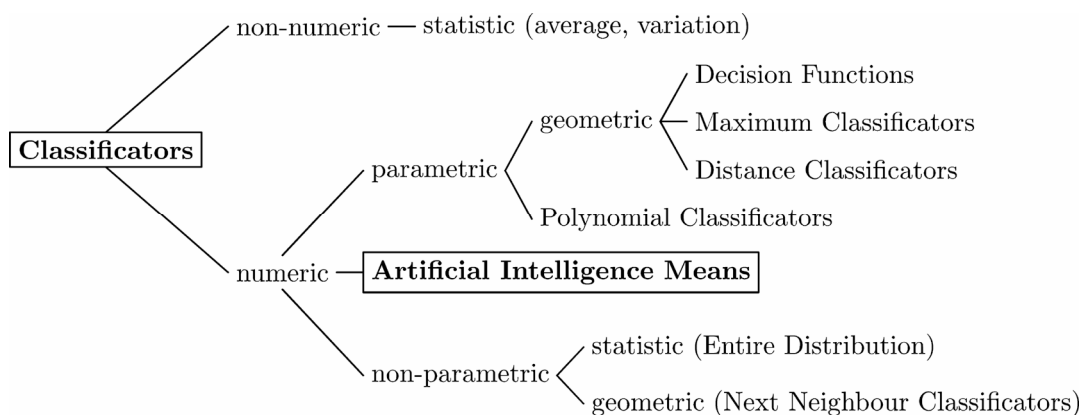 non-numeric
statistic (average, variation)
Decision Functions
geometric
Maximum Classificators
Classificators
parametric
Distance Classificators
Polynomial Classificators
numeric
Artificial Intelligence Means
statistic (Entire Distribution)
non-parametric
geometric (Next Neighbour Classificators)